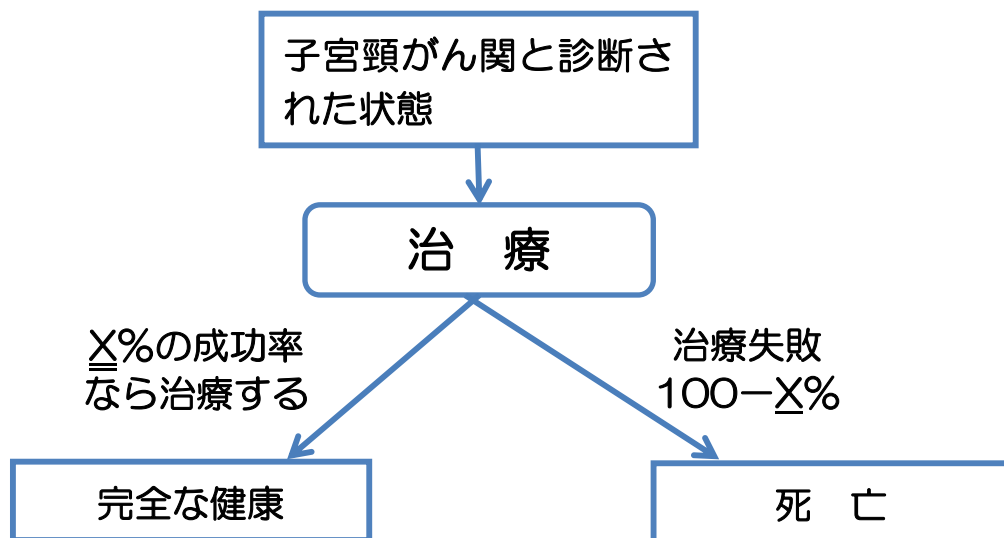 子宮頸がん関と診断さ
れた状態
治　療
X%の成功率
なら治療する
治療失敗
100－X%
完全な健康
死　亡